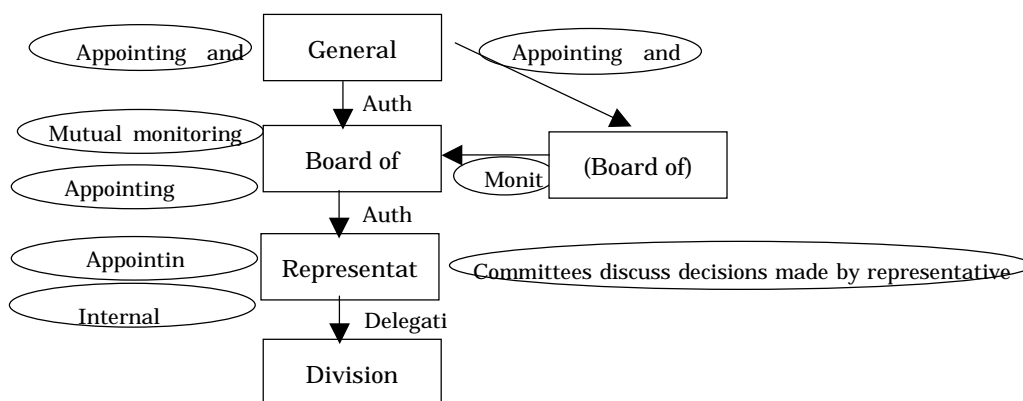 Appointing and
General
Appointing and
Auth
Mutual monitoring
Board of
(Board of)
Monit
Appointing
Auth
Appointin
Representat
Committees discuss decisions made by representative
Internal
Delegati
Division